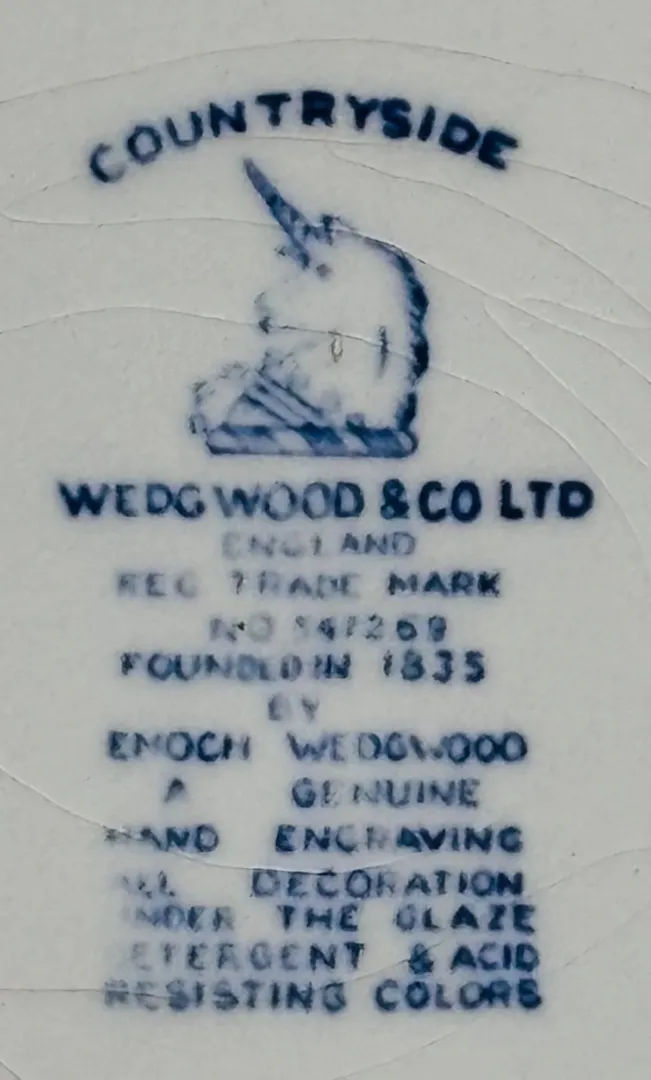 COUNTRYSIDE
WEDGWOOD & CO LTD
ENGLAND
REG TRADE MARK
NO
FOUNDED IN 1835
BY
ENOCH WEDGWOOD
A GENUINE
HAND ENGRAVING
ALL DECORATION
UNDER THE GLAZE
DETERGENT & ACID
RESISTING COLORS